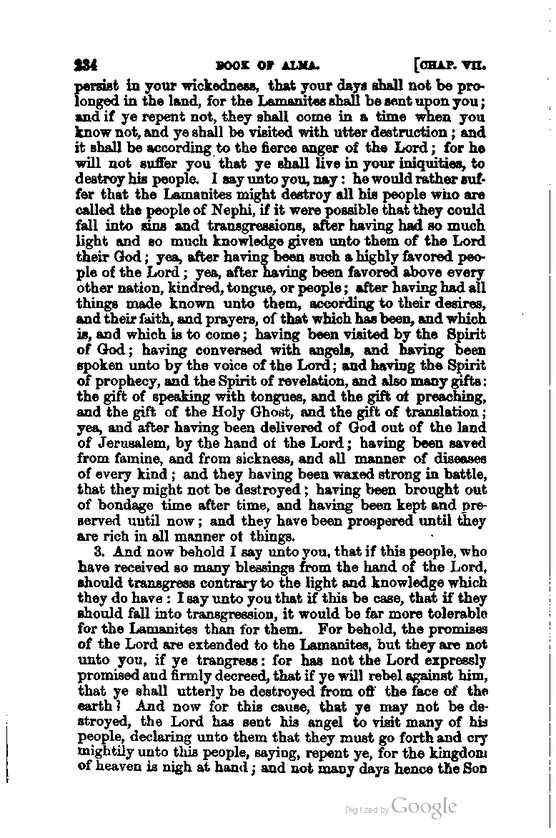 234 BOOK OF ALMA. [CHAP. VII.
persist in your wickedness, that your days shall not be pro-
longed in the land, for the Lamanites shall be sent upon you;
and if ye repent not, they shall come in a time when you
know not, and ye shall be visited with utter destruction; and
it shall be according to the fierce anger of the Lord; for he
will not suffer you that ye shall live in your iniquities, to
destroy his people. I say unto you, nay: he would rather suf-
fer that the Lamanites might destroy all his people who are
called the people of Nephi, if it were possible that they could
fall into sins and transgressions, after having had so much
light and so much knowledge given unto them of the Lord
their God; yea, after having been such a highly favored peo-
ple of the Lord; yea, after having been favored above every
other nation, kindred, tongue, or people; after having had all
things made known unto them, according to their desires,
and their faith, and prayers, of that which has been, and which
is, and which is to come; having been visited by the Spirit
of God; having conversed with angels, and having been
spoken unto by the voice of the Lord; and having the Spirit
of prophecy, and the Spirit of revelation, and also many gifts:
the gift of speaking with tongues, and the gift of preaching,
and the gift of the Holy Ghost, and the gift of translation;
yea, and after having been delivered of God out of the land
of Jerusalem, by the hand of the Lord; having been saved
from famine, and from sickness, and all manner of diseases
of every kind; and they having been waxed strong in battle,
that they might not be destroyed; having been brought out
of bondage time after time, and having been kept and pre-
served until now; and they have been prospered until they
are rich in all manner of things.
3. And now behold I say unto you, that if this people, who
have received so many blessings from the hand of the Lord,
should transgress contrary to the light and knowledge which
they do have: I say unto you that if this be case, that if they
should fall into transgression, it would be far more tolerable
for the Lamanites than for them. For behold, the promises
of the Lord are extended to the Lamanites, but they are not
unto you, if ye trangress: for has not the Lord expressly
promised and firmly decreed, that if ye will rebel against him,
that ye shall utterly be destroyed from off the face of the
earth? And now for this cause, that ye may not be de-
stroyed, the Lord has sent his angel to visit many of his
people, declaring unto them that they must go forth and cry
mightily unto this people, saying, repent ye, for the kingdom
of heaven is nigh at hand; and not many days hence the Son
Digitized by Google